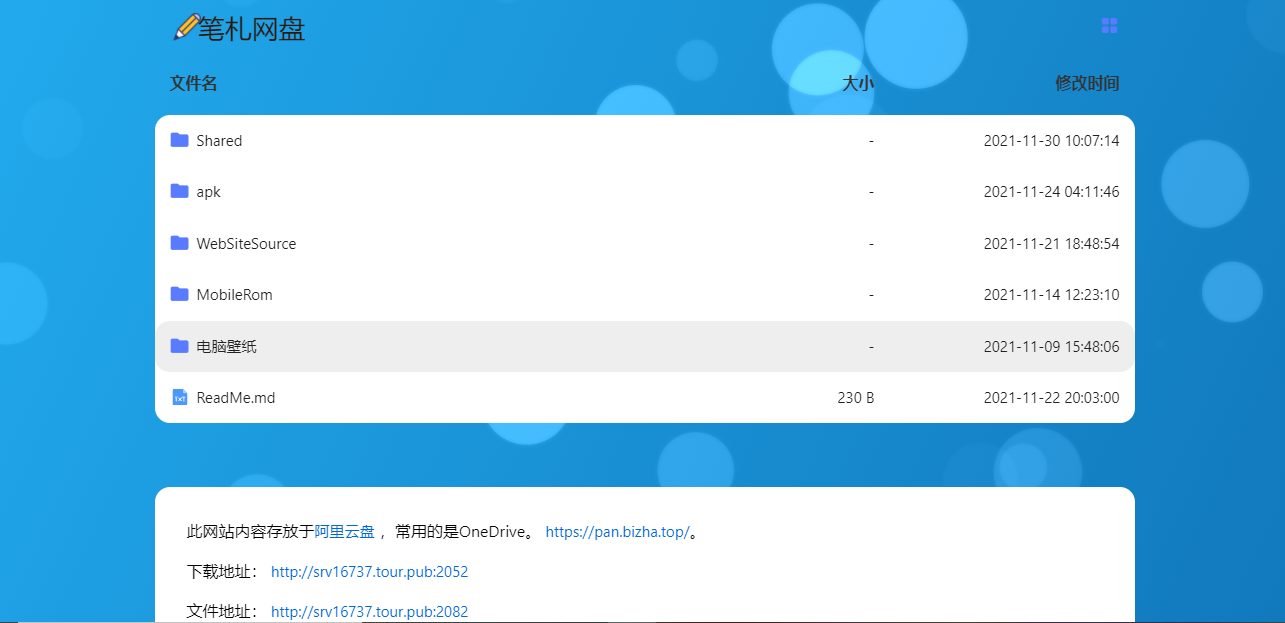 笔札网盘
文件名 大小 修改时间
Shared - 2021-11-30 10:07:14
apk - 2021-11-24 04:11:46
WebSiteSource - 2021-11-21 18:48:54
MobileRom - 2021-11-14 12:23:10
电脑壁纸 - 2021-11-09 15:48:06
TXT ReadMe.md 230 B 2021-11-22 20:03:00
此网站内容存放于阿里云盘 ，常用的是OneDrive。 https://pan.bizha.top/。
下载地址： http://srv16737.tour.pub:2052
文件地址： http://srv16737.tour.pub:2082